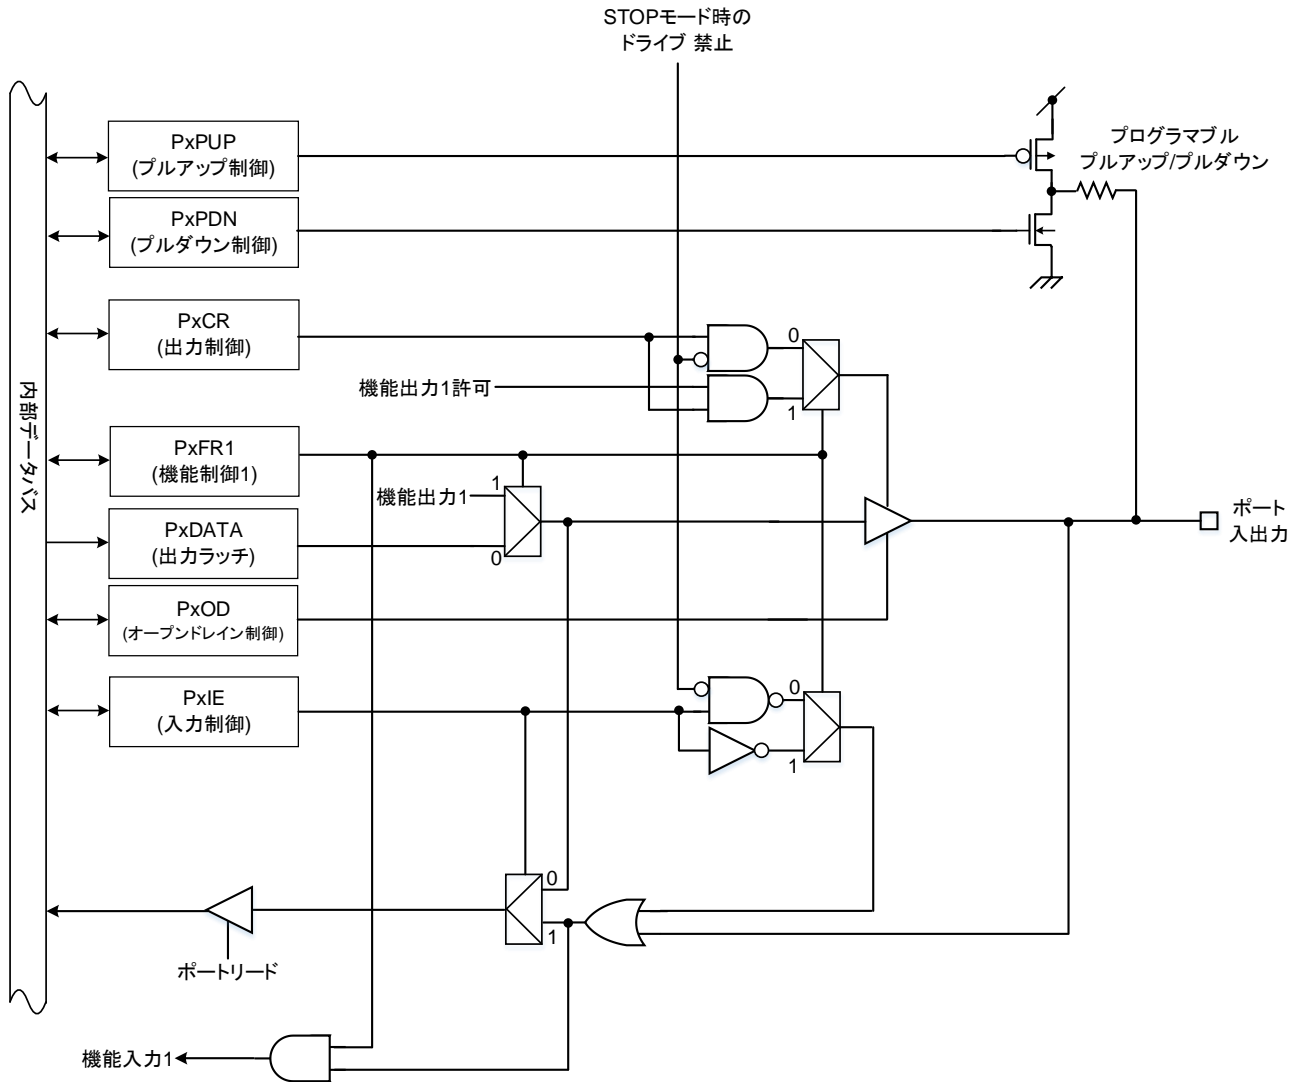 STOPモード時の
ドライブ 禁止
PxPUP
(プルアップ制御)
プログラマブル
プルアップ/プルダウン
PxPDN
(プルダウン制御)
PxCR
(出力制御)
0
機能出力1許可
1
内部データバス
PxFR1
(機能制御1)
1
機能出力1
PxDATA
(出力ラッチ)
0
ポート
入出力
PxOD
(オープンドレイン制御)
PxIE
(入力制御)
0
1
0
1
ポートリード
機能入力1